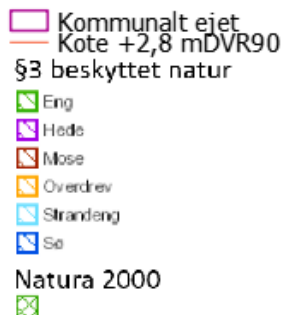 Kommunalt ejet
Kote +2,8 mDVR90
§3 beskyttet natur
Eng
Hede
Mose
Overdrev
Strandeng
Sø
Natura 2000